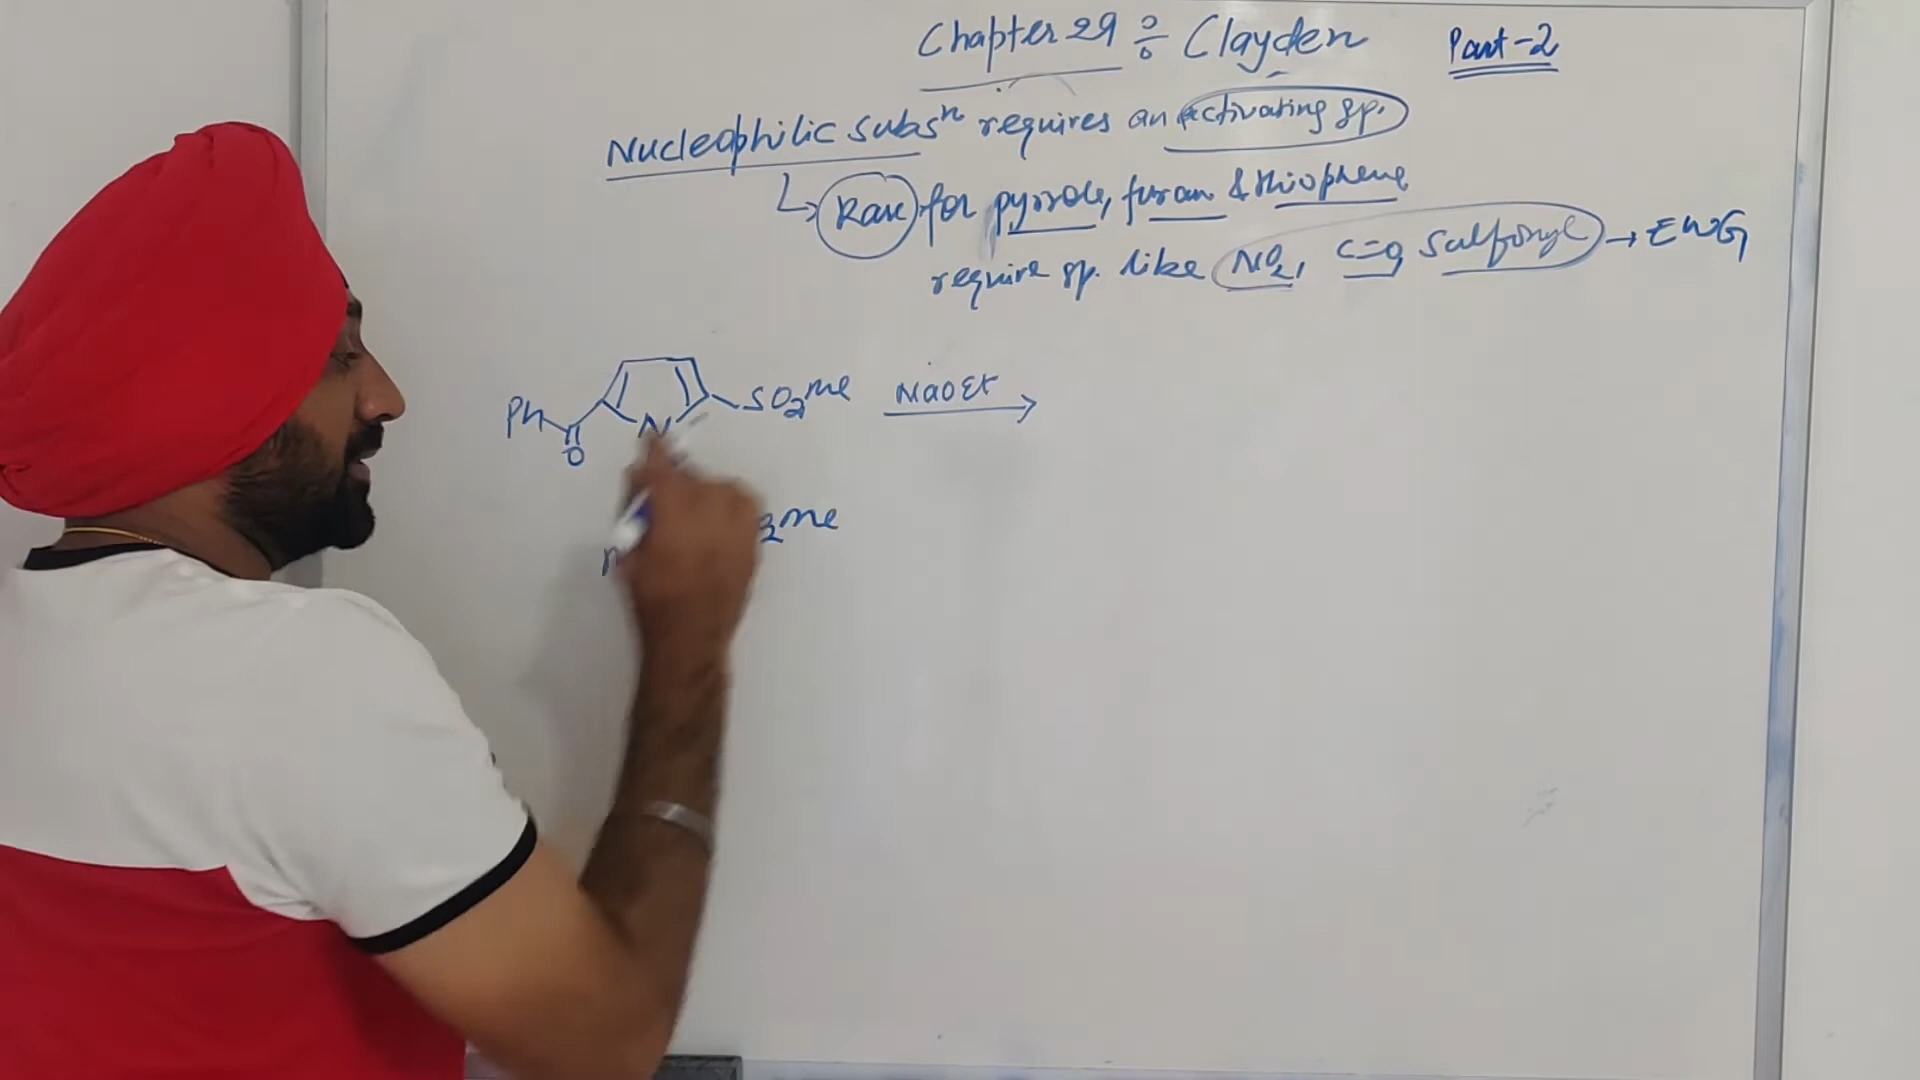 Chapter 29 ÷ Clayden Part-2
Nucleophilic subsⁿ requires an activating gp.
↳ Rare for pyrrole, furan & thiophene
require gp. like NO2, C=O, Sulfonyl → EWG
Ph O N SO2Me NaOEt
2Me